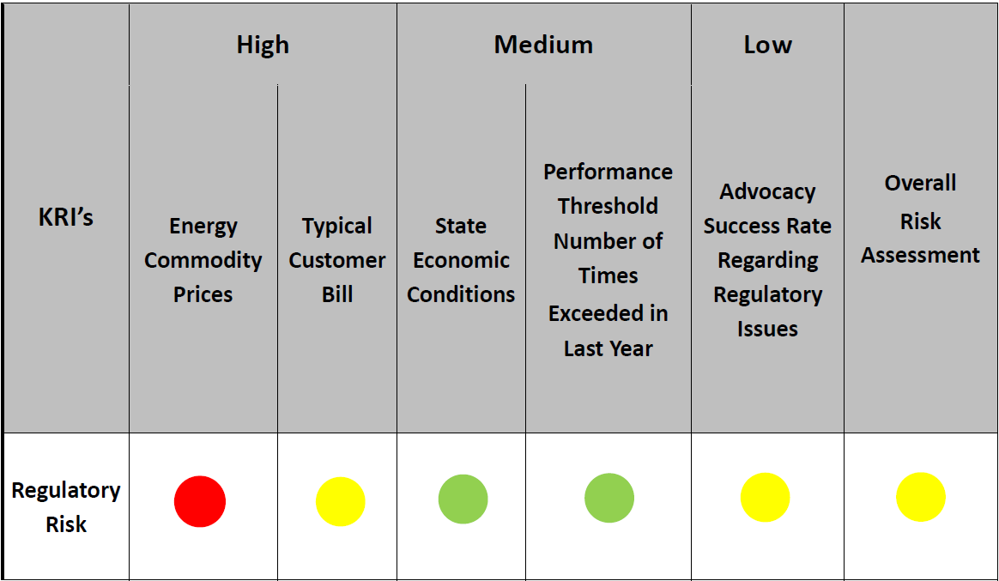 High
Medium
Low
KRI's
Energy
Commodity
Prices
Typical
Customer
Bill
State
Economic
Conditions
Performance
Threshold
Number of
Times
Exceeded in
Last Year
Advocacy
Success Rate
Regarding
Regulatory
Issues
Overall
Risk
Assessment
Regulatory
Risk